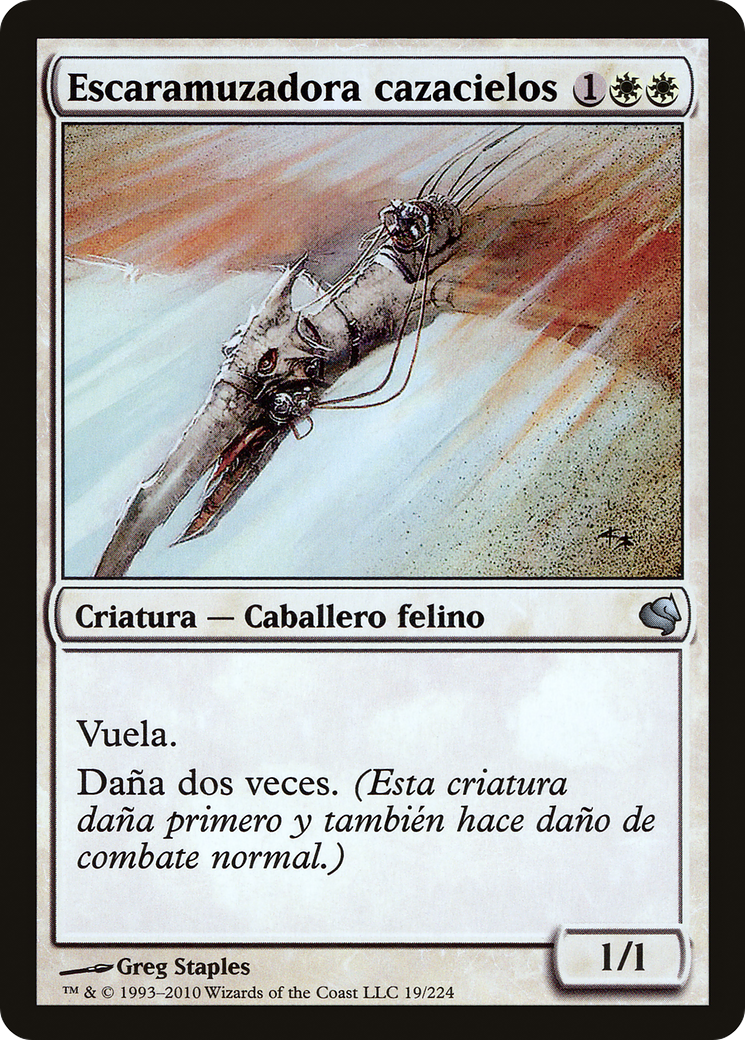 Escaramuzadora cazacielos 1
Criatura — Caballero felino
Vuela.
Daña dos veces. (Esta criatura
daña primero y también hace daño de
combate normal.)
1/1
Greg Staples
™ & © 1993–2010 Wizards of the Coast LLC 19/224